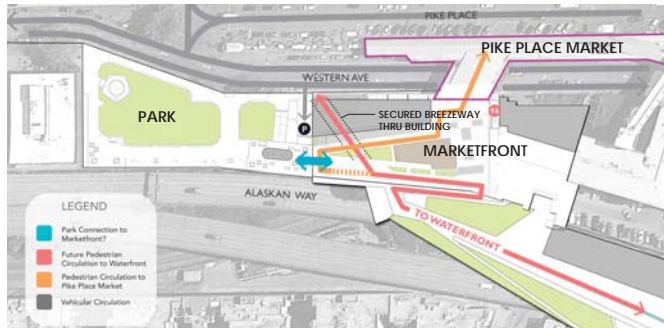 PIKE PLACE
PIKE PLACE MARKET
WESTERN AVE
PARK
P
SECURED BREEZEWAY
THRU BUILDING
MARKETFRONT
ALASKAN WAY
TO WATERFRONT
LEGEND
Park Connection to
Marketfront?
Future Pedestrian
Circulation to Waterfront
Pedestrian Circulation to
Pike Place Market
Vehicular Circulation